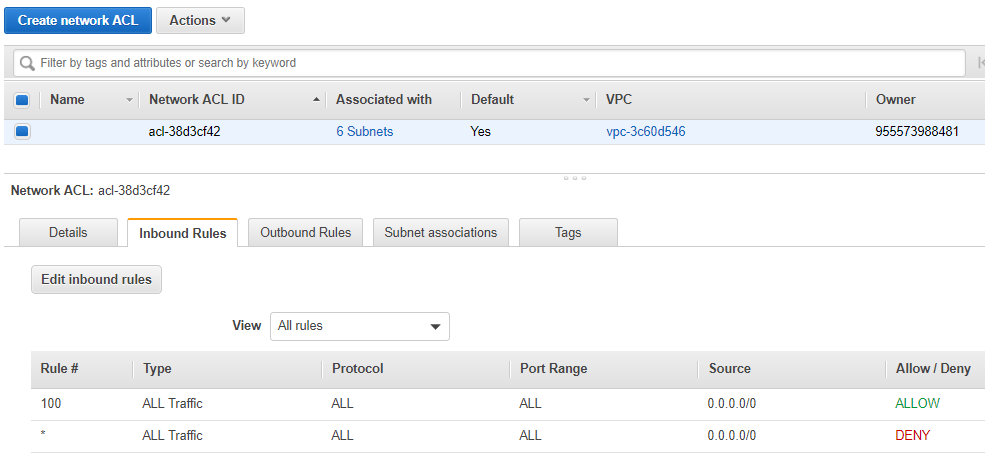 Create network ACL Actions
Filter by tags and attributes or search by keyword
Name Network ACL ID Associated with Default VPC Owner
acl-38d3cf42 6 Subnets Yes vpc-3c60d546 955573988481
Network ACL: acl-38d3cf42
Details Inbound Rules Outbound Rules Subnet associations Tags
Edit inbound rules
View All rules
Rule # Type Protocol Port Range Source Allow / Deny
100 ALL Traffic ALL ALL 0.0.0.0/0 ALLOW
* ALL Traffic ALL ALL 0.0.0.0/0 DENY